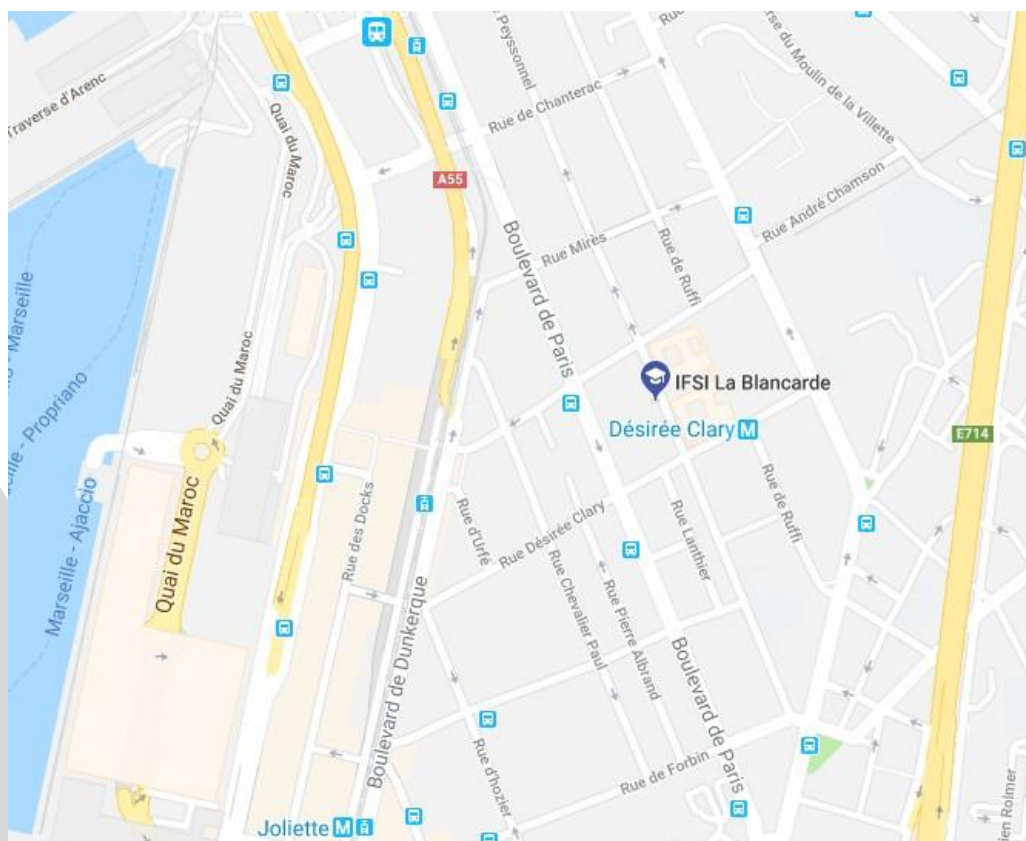 Traverse d'Arenc
Quai du Maroc
Peyssonnel
Rue de Chanterac
Moulin de la Villette
A55
Rue André Chamson
Boulevard de Paris
Rue Mirès
Rue de Ruffi
Marseille
Propriano
Quai du Maroc
Quai du Maroc
IFSI La Blancarde
Désirée Clary M
E714
Marseille - Ajaccio
Quai du Maroc
Rue des Docks
Rue d'Urfé
Rue Désirée Clary
Rue Lanthier
Rue de Ruffi
Boulevard de Dunkerque
Rue Chevalier Paul
Rue Pierre Albrand
Boulevard de Paris
Rue d'hozier
Rue de Forbin
Rolmer
Joliette M